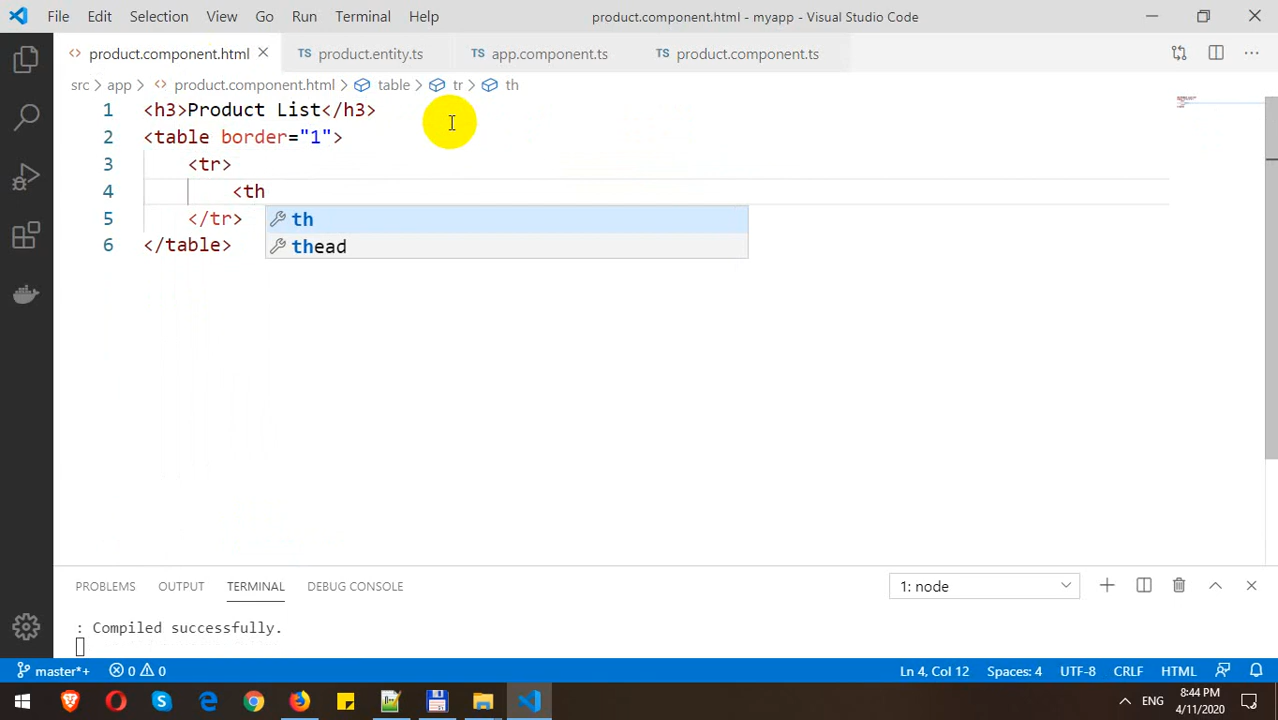 File Edit Selection View Go Run Terminal Help product.component.html - myapp - Visual Studio Code
product.component.html TS product.entity.ts TS app.component.ts TS product.component.ts
src > app > product.component.html > table > tr > th
1 <h3>Product List</h3>
2 <table border="1">
3 <tr>
4 <th
5 </tr> th
thead
6 </table>
PROBLEMS OUTPUT TERMINAL DEBUG CONSOLE 1: node
: Compiled successfully.
master*+ 0 0 Ln 4, Col 12 Spaces: 4 UTF-8 CRLF HTML
ENG 8:44 PM
4/11/2020